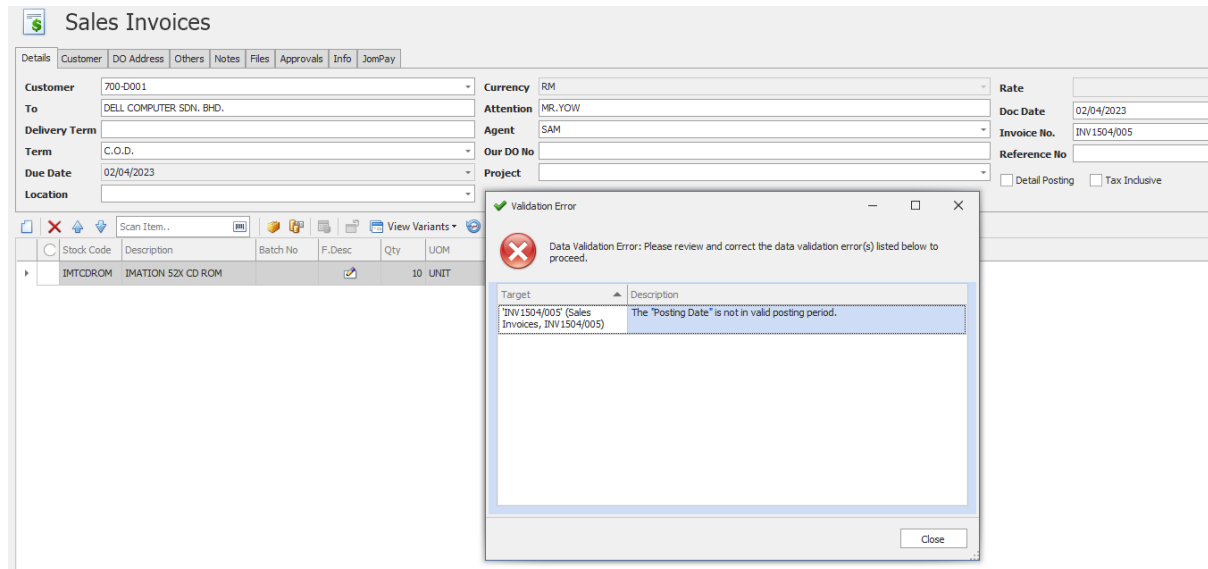 Sales Invoices
Details Customer DO Address Others Notes Files Approvals Info JomPay
Customer 700-D001 Currency RM Rate
To DELL COMPUTER SDN. BHD. Attention MR.YOW Doc Date 02/04/2023
Delivery Term Agent SAM Invoice No. INV1504/005
Term C.O.D. Our DO No Reference No
Due Date 02/04/2023 Project Detail Posting Tax Inclusive
Location
Validation Error
Scan Item.. View Variants
Data Validation Error: Please review and correct the data validation error(s) listed below to
proceed.
Stock Code Description Batch No F.Desc Qty UOM
IMTCDROM IMATION 52X CD ROM 10 UNIT
Target Description
'INV1504/005' (Sales The "Posting Date" is not in valid posting period.
Invoices, INV1504/005)
Close